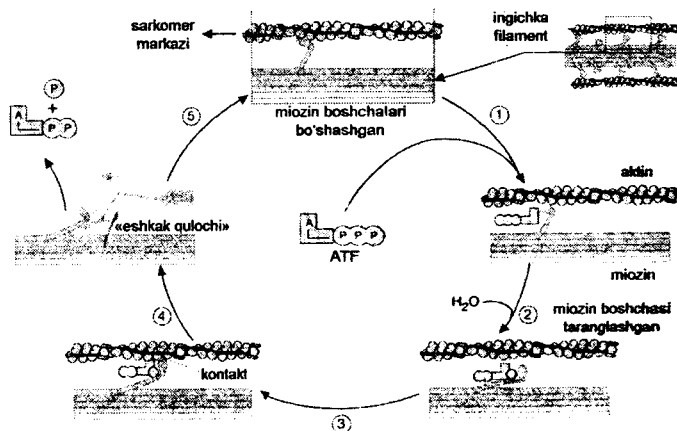 sarkomer
markazi
ingichka
filament
miozin boshchalari
bo'shashgan
P
+
A
P P
5
1
aktin
«eshkak qulochi»
A
P P P
ATF
miozin
H₂O
2
miozin boshchasi
taranglashgan
4
kontakt
3